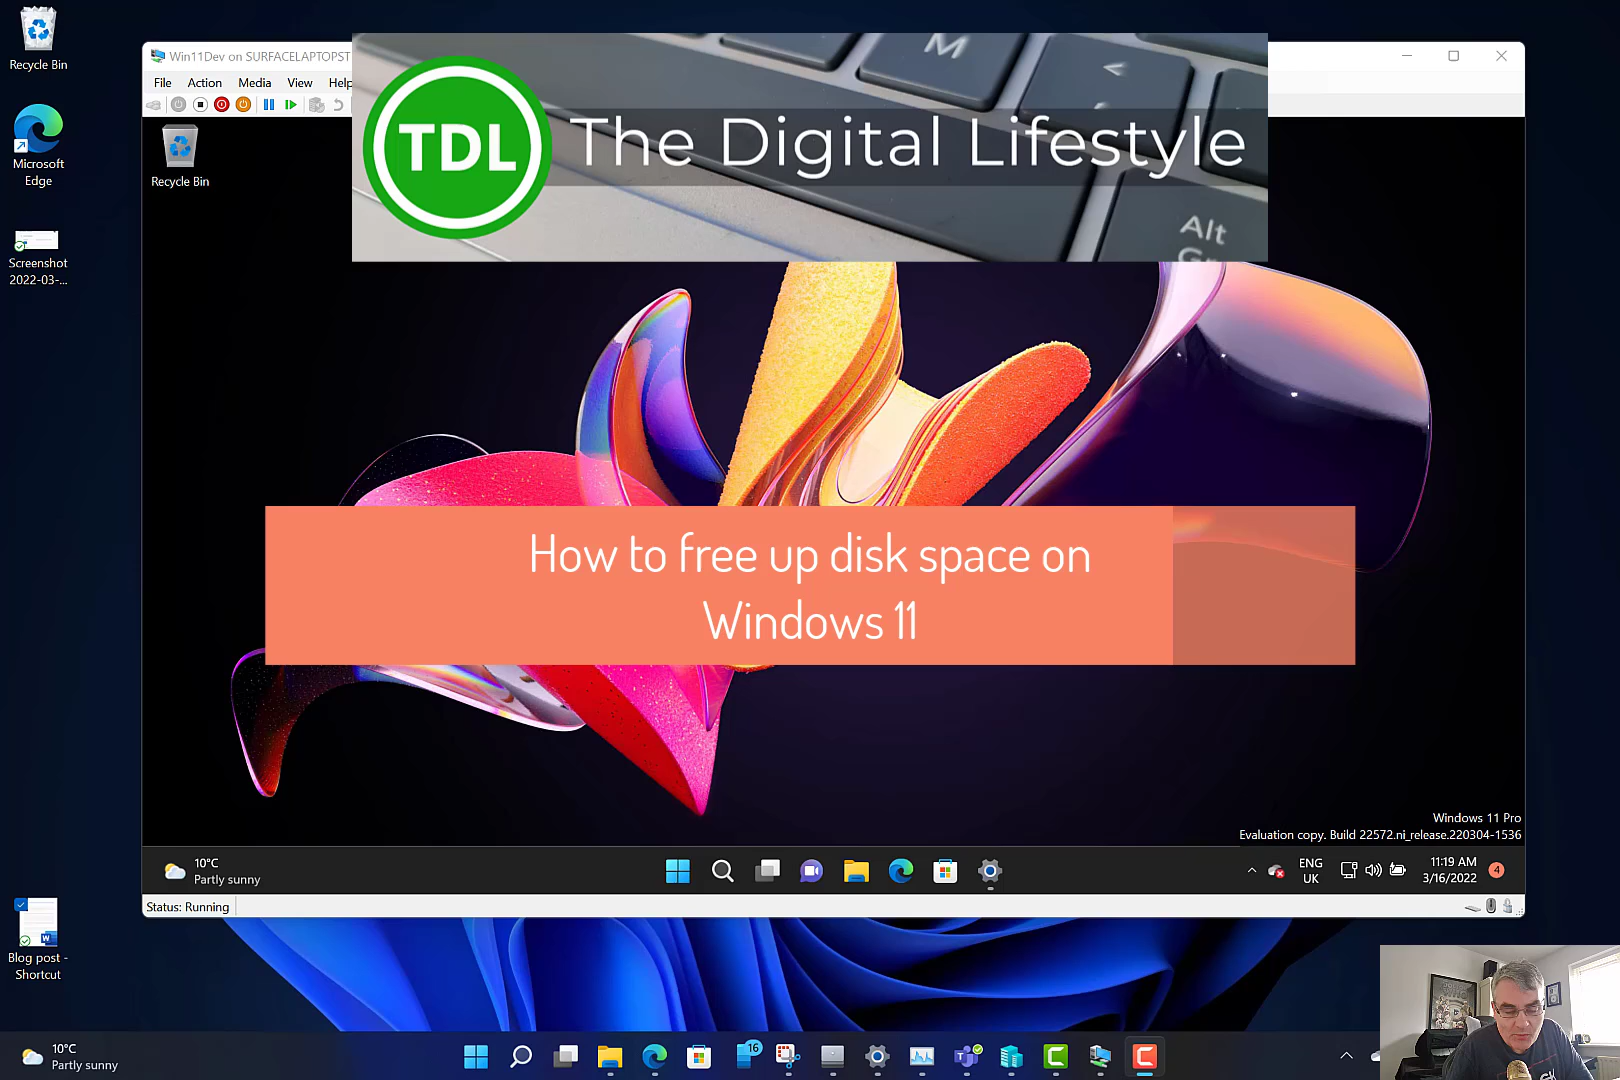 Recycle Bin
Microsoft
Edge
Screenshot
2022-03-...
Blog post -
Shortcut
Win11Dev on SURFACELAPTOPST
File Action Media View Help
Recycle Bin
TDL The Digital Lifestyle
M
<
Alt
Gr
How to free up disk space on
Windows 11
Windows 11 Pro
Evaluation copy. Build 22572.ni_release.220304-1536
10°C
Partly sunny
ENG
UK
11:19 AM
3/16/2022
4
Status: Running
10°C
Partly sunny
16